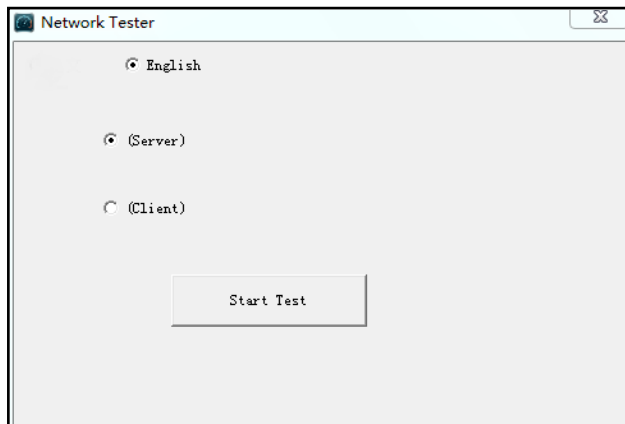 Network Tester
English
(Server)
(Client)
Start Test